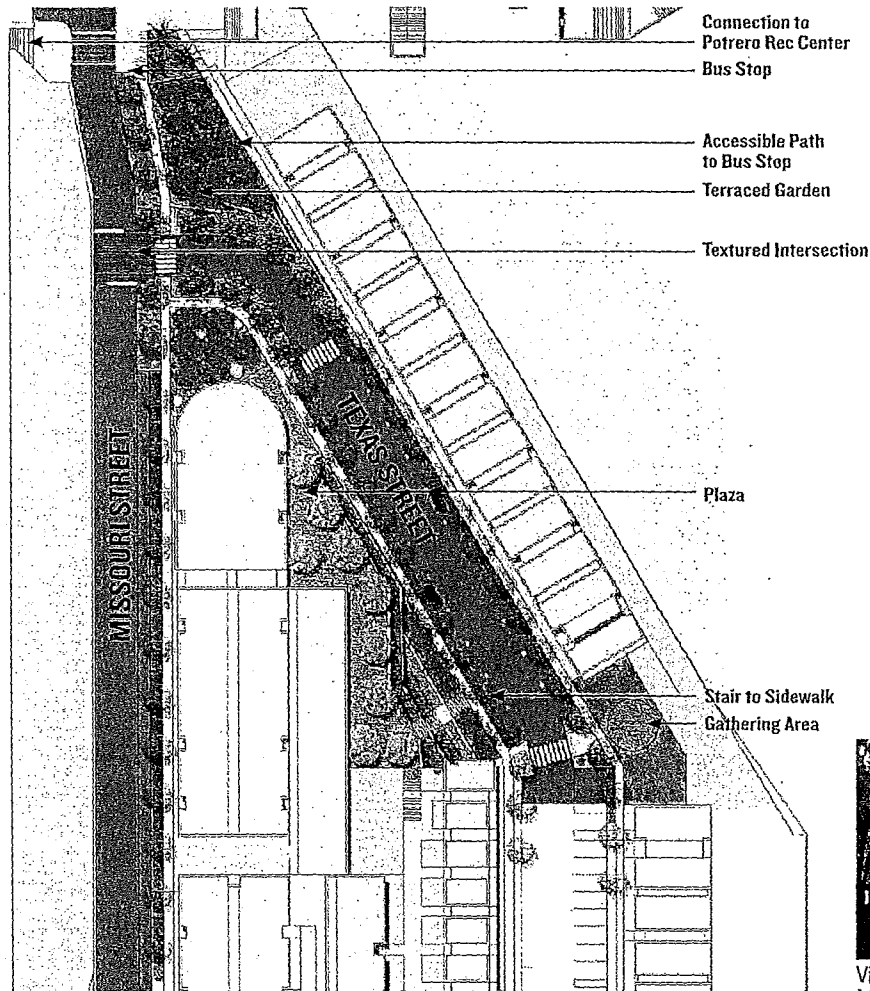 Connection to
Potrero Rec Center
Bus Stop
Accessible Path
to Bus Stop
Terraced Garden
Textured Intersection
TEXAS STREET
MISSOURI STREET
Plaza
Stair to Sidewalk
Gathering Area